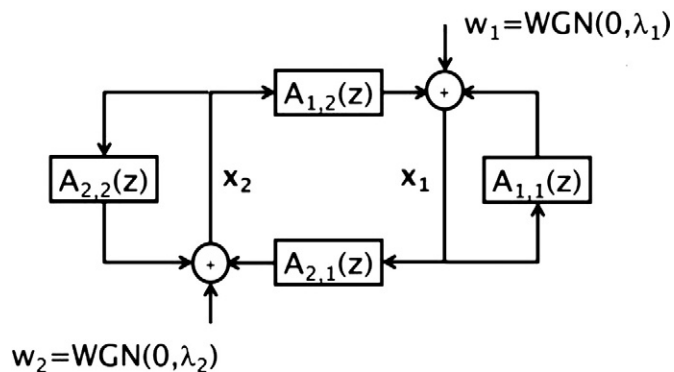 w₁=WGN(0,λ₁)
A₁,₂(z)
+
A₂,₂(z)
x₂
x₁
A₁,₁(z)
+
A₂,₁(z)
w₂=WGN(0,λ₂)